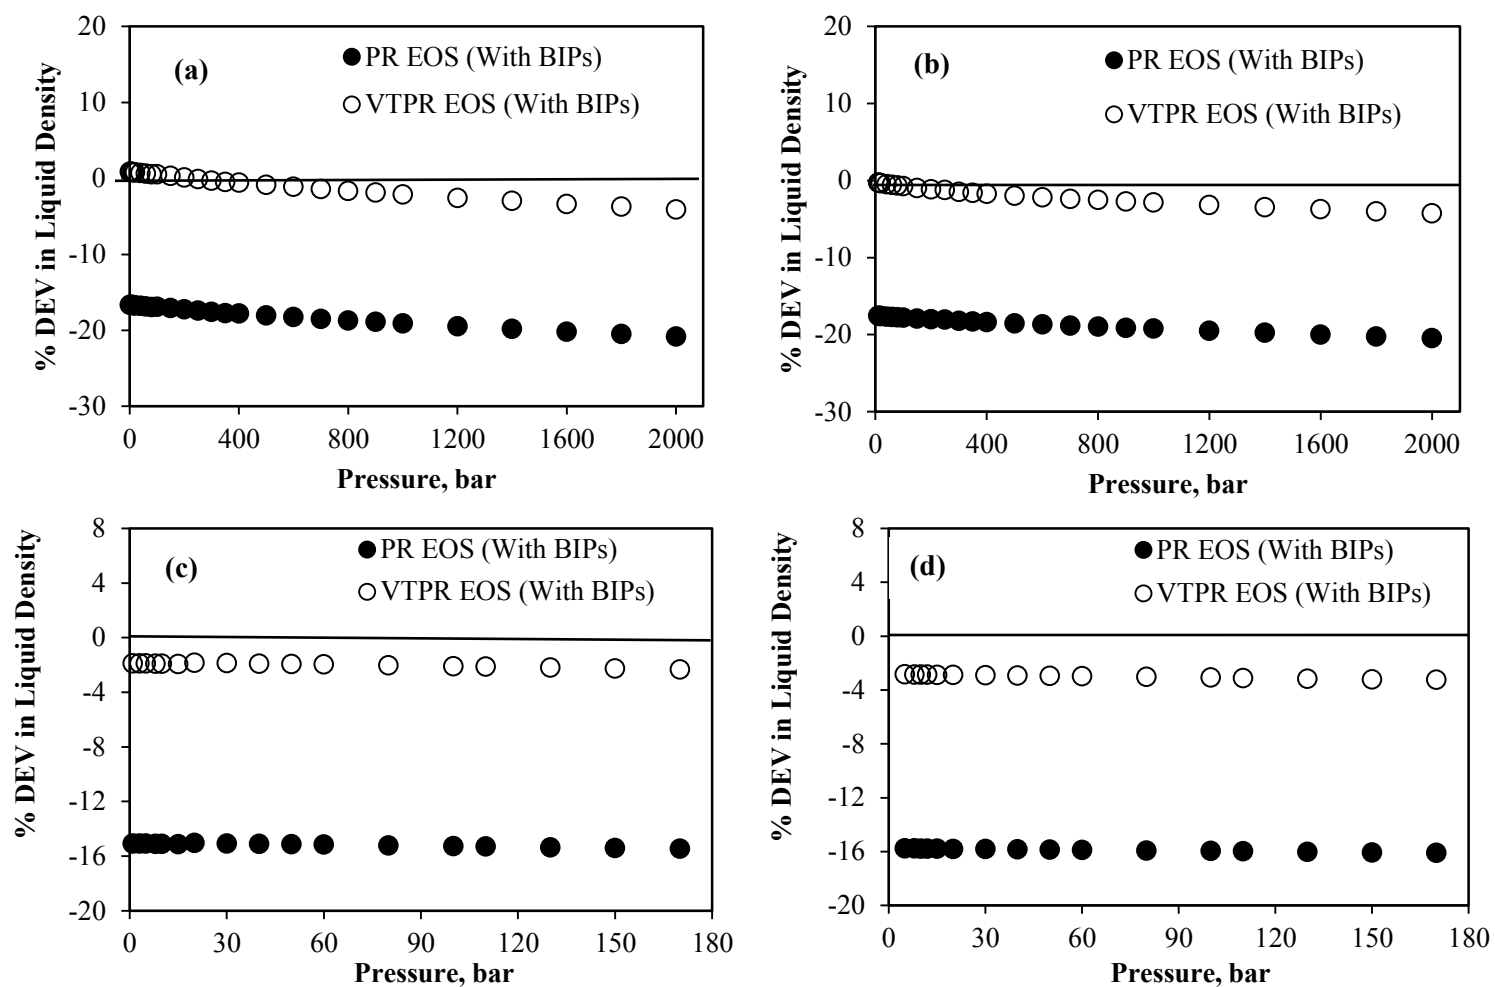 (a)
PR EOS (With BIPs)
VTPR EOS (With BIPs)
% DEV in Liquid Density
20
10
0
-10
-20
-30
0 400 800 1200 1600 2000
Pressure, bar
(b)
PR EOS (With BIPs)
VTPR EOS (With BIPs)
% DEV in Liquid Density
20
10
0
-10
-20
-30
0 400 800 1200 1600 2000
Pressure, bar
(c)
PR EOS (With BIPs)
VTPR EOS (With BIPs)
% DEV in Liquid Density
8
4
0
-4
-8
-12
-16
-20
0 30 60 90 120 150 180
Pressure, bar
(d)
PR EOS (With BIPs)
VTPR EOS (With BIPs)
% DEV in Liquid Density
8
4
0
-4
-8
-12
-16
-20
0 30 60 90 120 150 180
Pressure, bar